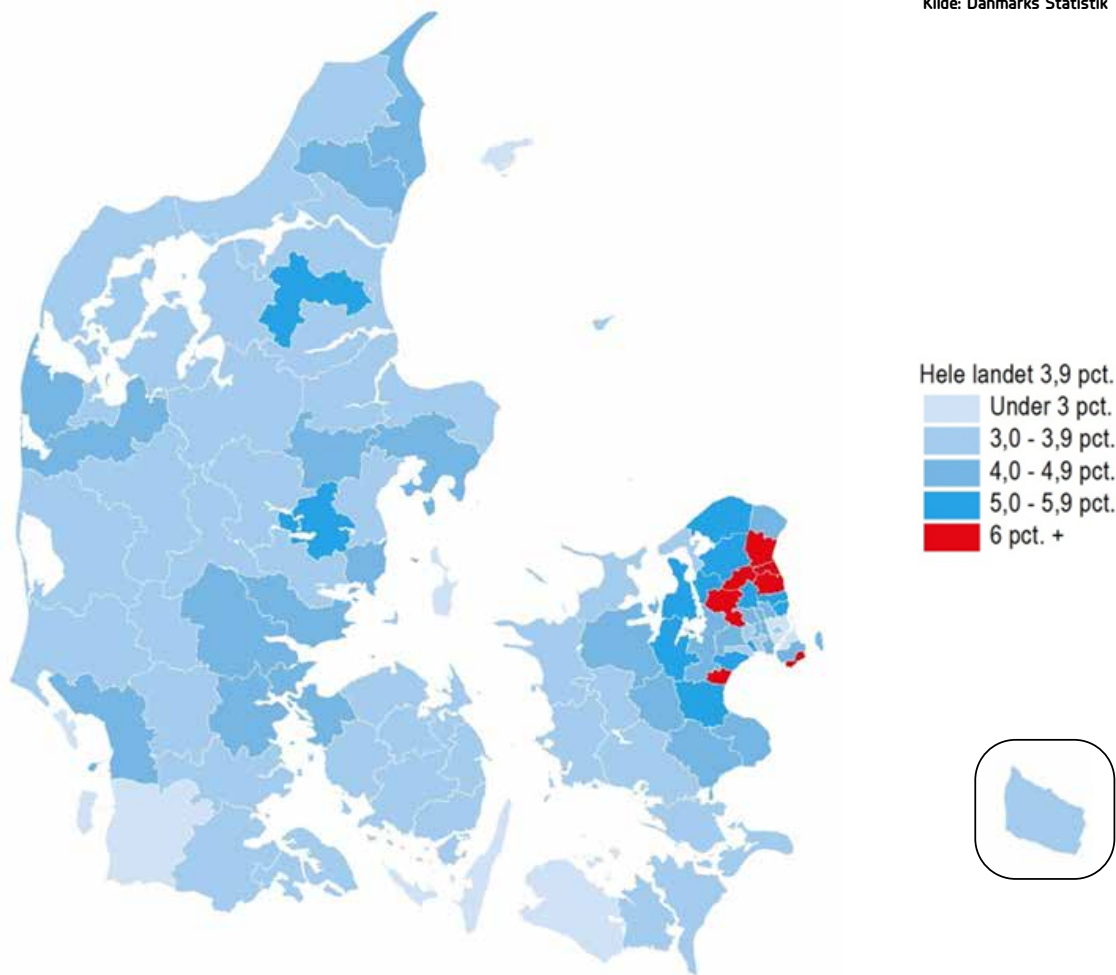 Kilde: Danmarks Statistik
Hele landet 3,9 pct.
Under 3 pct.
3,0 - 3,9 pct.
4,0 - 4,9 pct.
5,0 - 5,9 pct.
6 pct. +